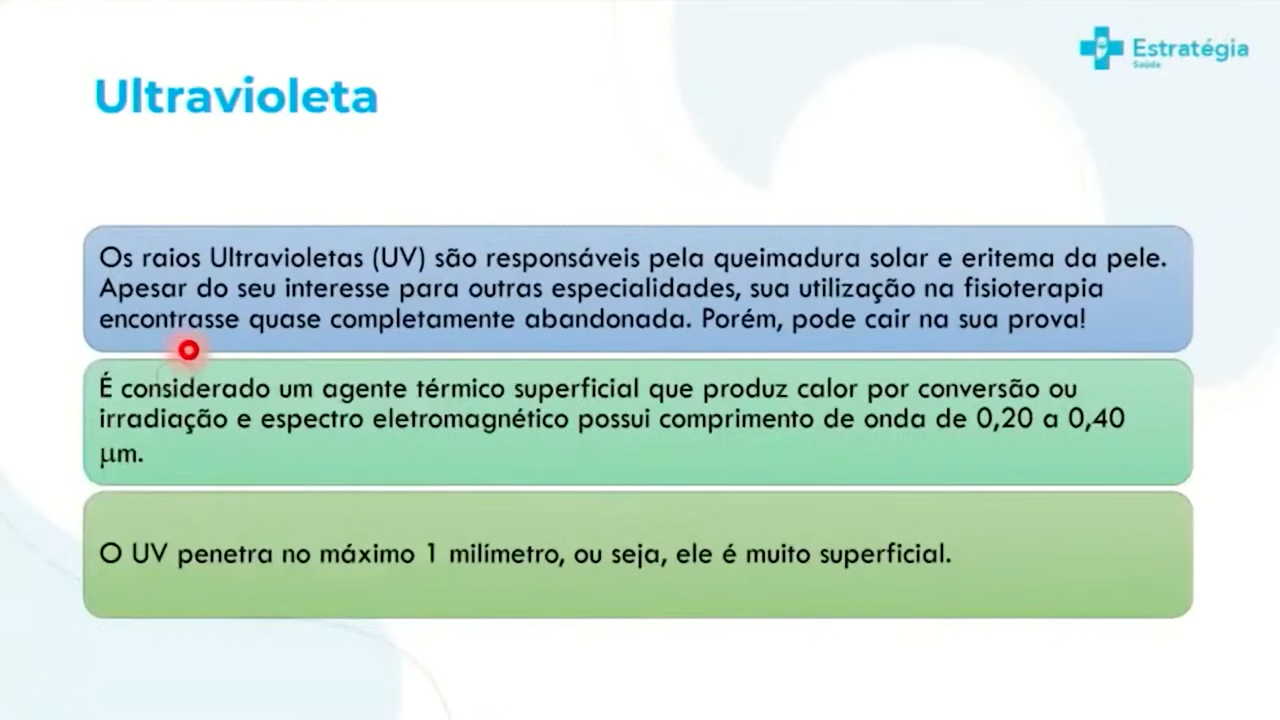 Estratégia
Saúde
Ultravioleta
Os raios Ultravioletas (UV) são responsáveis pela queimadura solar e eritema da pele.
Apesar do seu interesse para outras especialidades, sua utilização na fisioterapia
encontrasse quase completamente abandonada. Porém, pode cair na sua prova!
É considerado um agente térmico superficial que produz calor por conversão ou
irradiação e espectro eletromagnético possui comprimento de onda de 0,20 a 0,40
μm.
O UV penetra no máximo 1 milímetro, ou seja, ele é muito superficial.